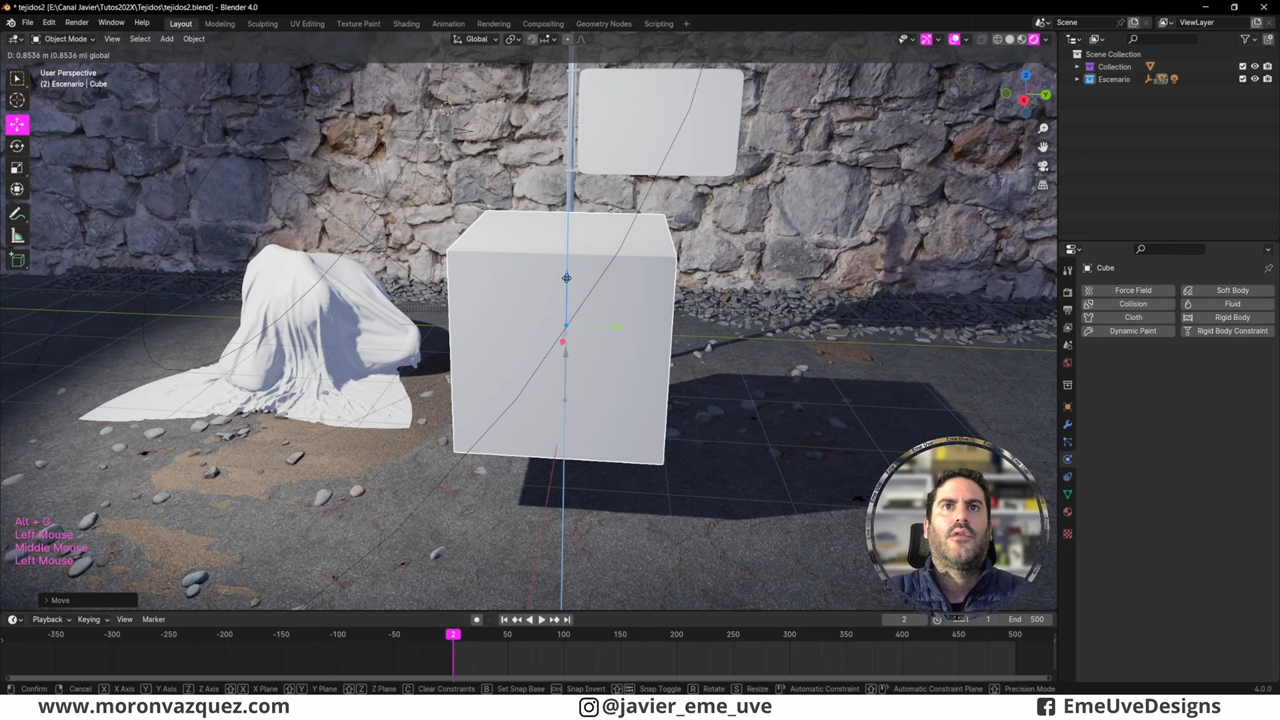 * tejidos2 [E:\Canal Javier\Tutos202X\Tejidos\tejidos2.blend] - Blender 4.0
File Edit Render Window Help Layout Modeling Sculpting UV Editing Texture Paint Shading Animation Rendering Compositing Geometry Nodes Scripting + Scene ViewLayer
Object Mode View Select Add Object Global
D: 0.8536 m (0.8536 m) global
User Perspective
(2) Escenario | Cube
Scene Collection
Collection
Escenario
Cube
Force Field Soft Body
Collision Fluid
Cloth Rigid Body
Dynamic Paint Rigid Body Constraint
Eme Uve
Alt + G
Left Mouse
Middle Mouse
Left Mouse
> Move
Playback Keying View Marker 2 Start 1 End 500
-350 -300 -250 -200 -150 -100 -50 2 50 100 150 200 250 300 350 400 450 500
Confirm Cancel X X Axis Y Y Axis Z Z Axis X X Plane Y Y Plane Z Z Plane C Clear Constraints B Set Snap Base Snap Invert Snap Toggle R Rotate S Resize Automatic Constraint Automatic Constraint Plane Precision Mode 4.0.0
www.moronvazquez.com @javier_eme_uve EmeUveDesigns